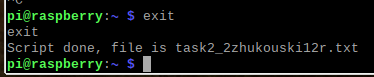 ^C
pi@raspberry:~ $ exit
exit
Script done, file is task2_2zhukouski12r.txt
pi@raspberry:~ $